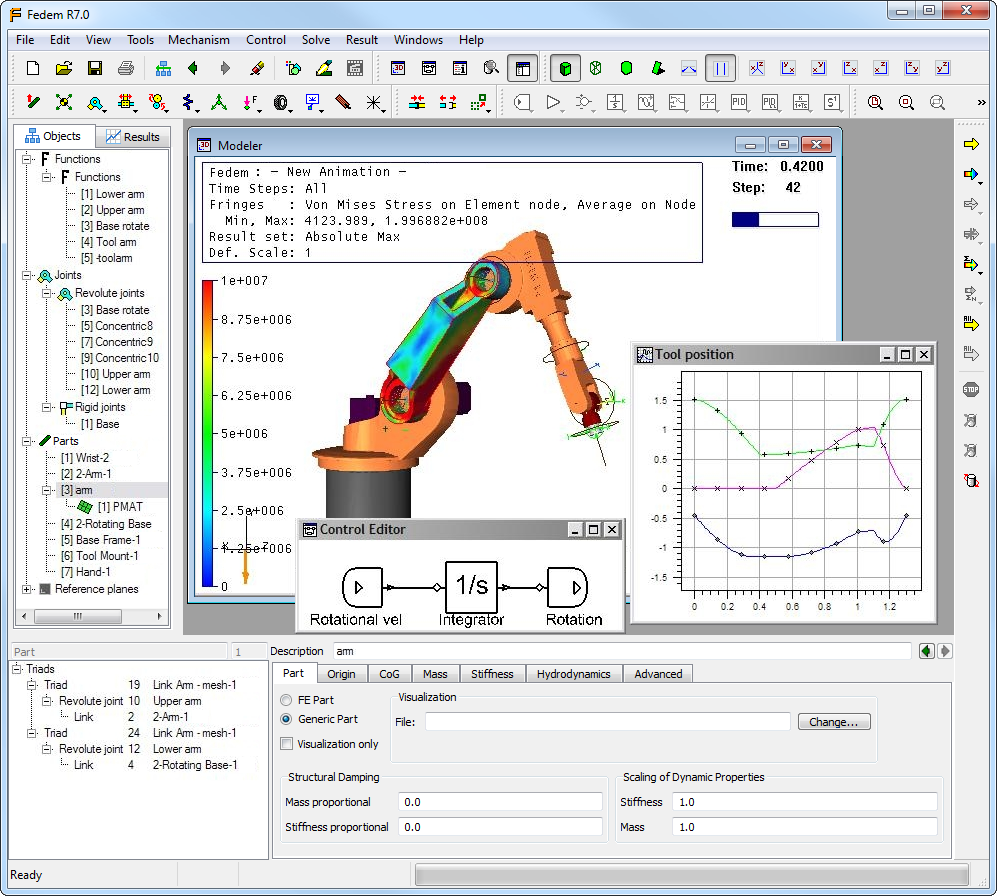 Fedem R7.0
File Edit View Tools Mechanism Control Solve Result Windows Help
Objects Results
Functions
Functions
[1] Lower arm
[2] Upper arm
[3] Base rotate
[4] Tool am
[5] -toolarn
Joints
Revolute joints
[3] Base rotate
[5] Concentric8
[7] Concentric9
[9] Concentric10
[10] Upper arm
[12] Lower arm
Rigid joints
[1] Base
Parts
[1] Wrist-2
[2] 2-Arm-1
[3] arm
[1] PMAT
[4] 2-Rotating Base
[5] Base Frame-1
[6] Tool Mount-1
[7] Hand-1
Reference planes
Modeler
Fedem : - New Animation -
Time Steps: All
Fringes : Von Mises Stress on Element node, Average on Node
Min, Max: 4123.989, 1.996882e+008
Result set: Absolute Max
Def. Scale: 1
Time: 0.4200
Step: 42
1e+007
8.75e+006
7.5e+006
6.25e+006
5e+006
3.75e+006
2.5e+006
1.25e+006
0
Tool position
1.5
0.5
0
-0.5
-1
-1.5
0 0.2 0.4 0.6 0.8 1 1.2
Control Editor
1/s
Rotational vel Integrator Rotation
STOP
Part 1 Description arm
Triads
Triad 19 Link Arm - mesh-1
Revolute joint 10 Upper arm
Link 2 2-Arm-1
Triad 24 Link Arm - mesh-1
Revolute joint 12 Lower arm
Link 4 2-Rotating Base-1
Part Origin CoG Mass Stiffness Hydrodynamics Advanced
FE Part
Generic Part
Visualization only
Visualization
File: Change...
Structural Damping
Mass proportional 0.0
Stiffness proportional 0.0
Scaling of Dynamic Properties
Stiffness 1.0
Mass 1.0
Ready